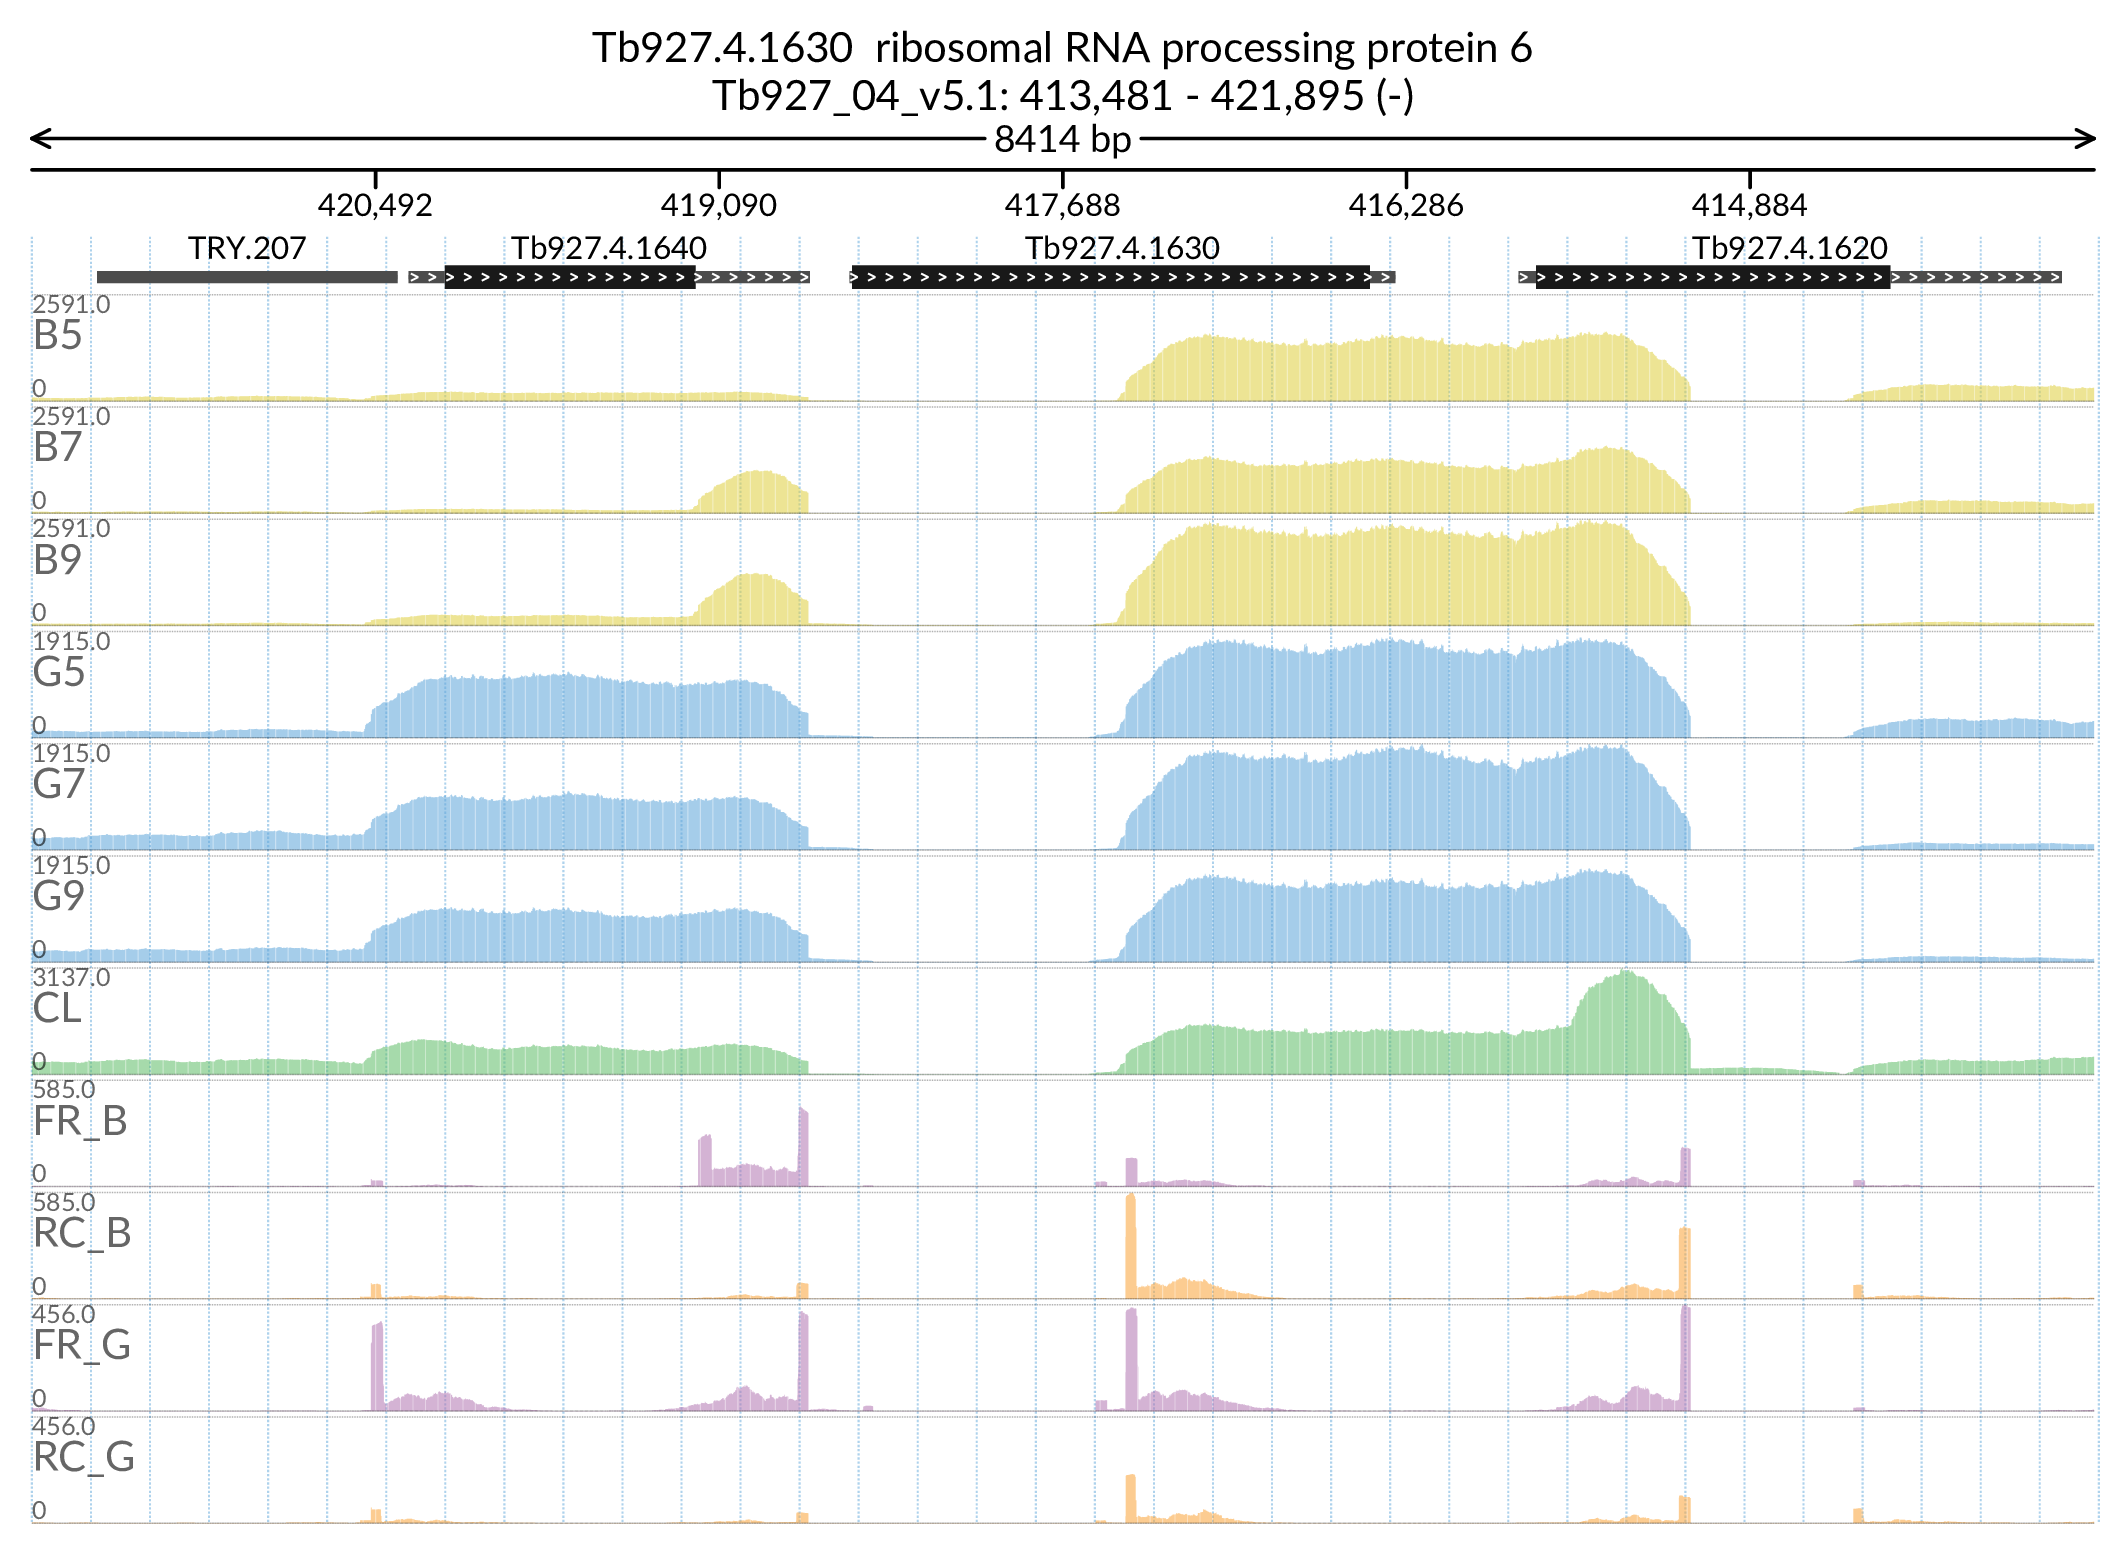 Tb927.4.1630 ribosomal RNA processing protein 6
Tb927_04_v5.1: 413,481 - 421,895 (-)
8414 bp
420,492 419,090 417,688 416,286 414,884
TRY.207 Tb927.4.1640 Tb927.4.1630 Tb927.4.1620
2591.0
B5
0
2591.0
B7
0
2591.0
B9
0
1915.0
G5
0
1915.0
G7
0
1915.0
G9
0
3137.0
CL
0
585.0
FR_B
0
585.0
RC_B
0
456.0
FR_G
0
456.0
RC_G
0